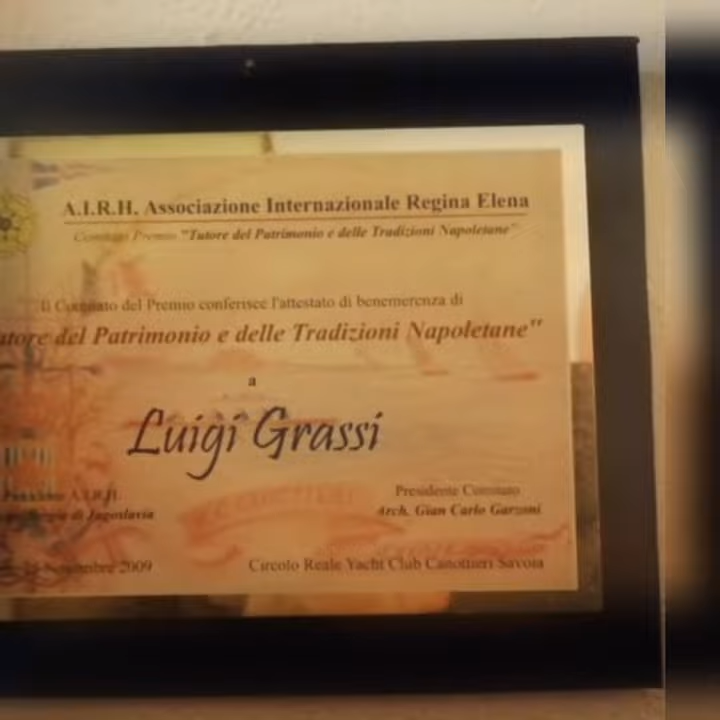 A.I.R.H. Associazione Internazionale Regina Elena
Comitato Premio "Tutore del Patrimonio e delle Tradizioni Napoletane"
Il Comitato del Premio conferisce l'attestato di benemerenza di
del Patrimonio e delle Tradizioni Napoletane"
a
Luigi Grassi
A.I.R.H.
Presidente Comitato
di Jugoslavia
Arch. Gian Carlo Garzoni
Novembre 2009
Circolo Reale Yacht Club Canottieri Savoia